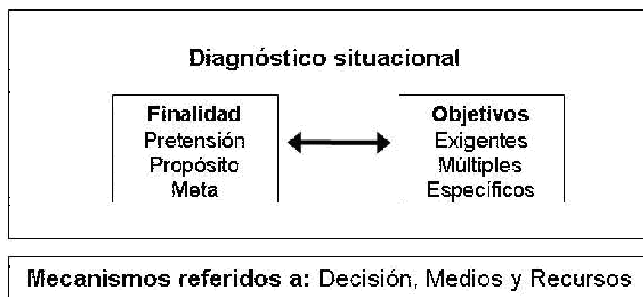 Diagnóstico situacional
Finalidad
Pretensión
Propósito
Meta
Objetivos
Exigentes
Múltiples
Específicos
Mecanismos referidos a: Decisión, Medios y Recursos